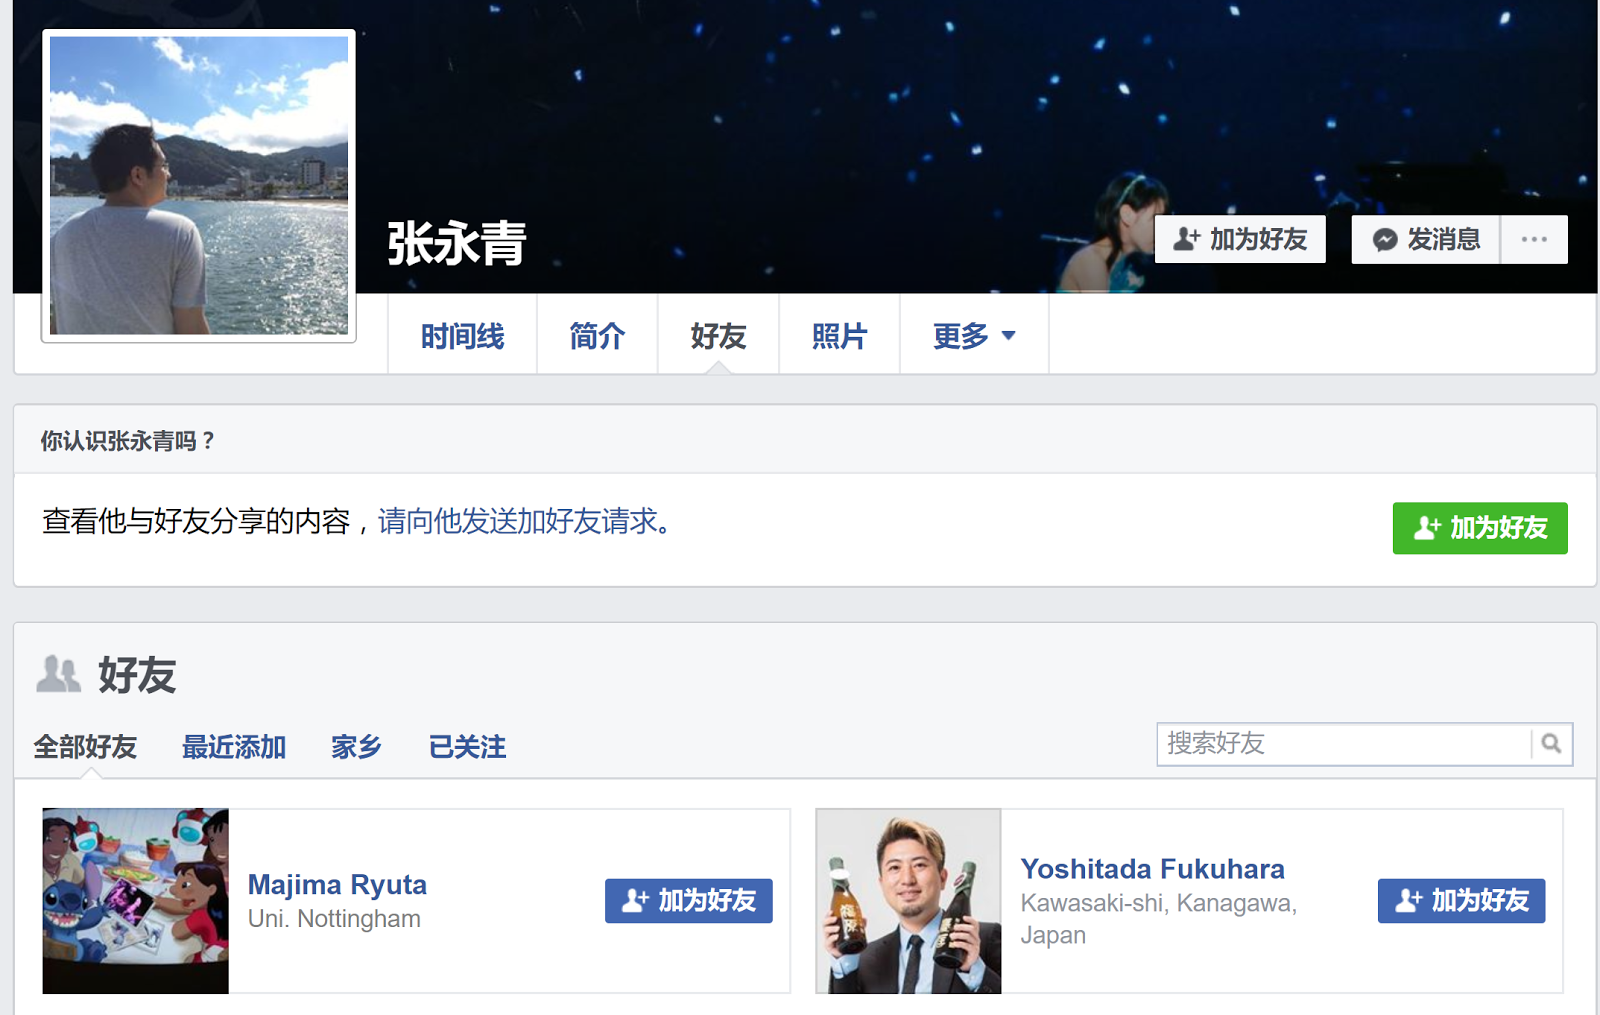 张永青
加为好友
发消息
时间线
简介
好友
照片
更多
你认识张永青吗？
查看他与好友分享的内容，请向他发送加好友请求。
加为好友
好友
全部好友
最近添加
家乡
已关注
搜索好友
Majima Ryuta
Uni. Nottingham
加为好友
Yoshitada Fukuhara
Kawasaki-shi, Kanagawa,
Japan
加为好友